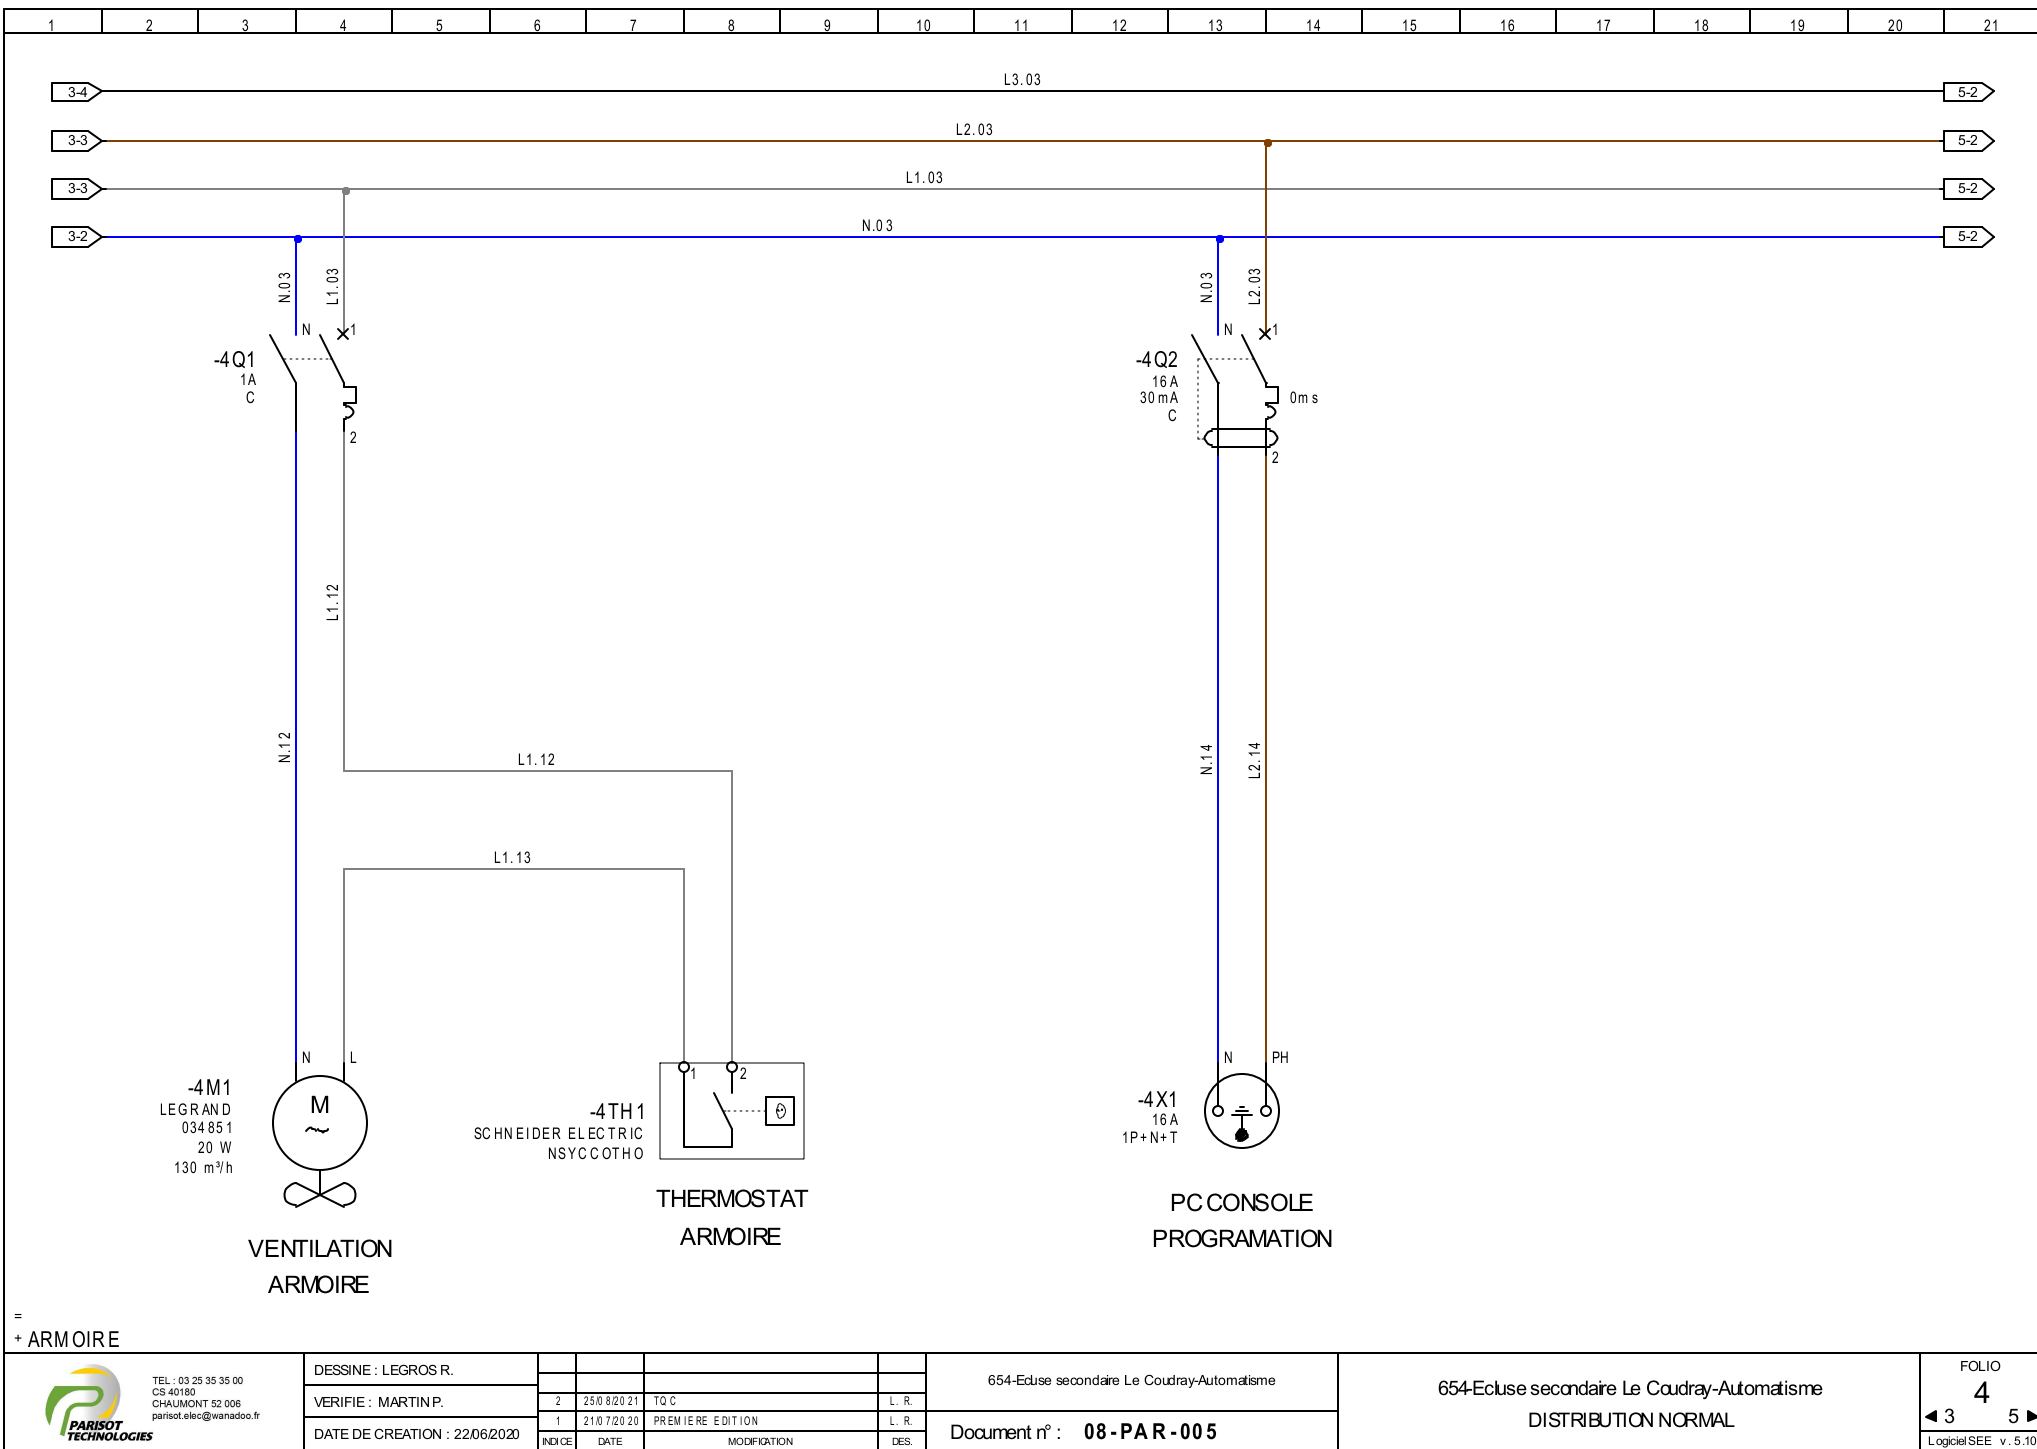 1 2 3 4 5 6 7 8 9 10 11 12 13 14 15 16 17 18 19 20 21
3-4 L3.03 5-2
3-3 L2.03 5-2
3-3 L1.03 5-2
3-2 N.03 5-2
N.03 L1.03 N.03 L2.03
N 1 N 1
-4Q1
1A
C
2
-4Q2
16A
30mA
C
0ms
2
L1.12
N.12
L1.12
L1.13
N.14
L2.14
N L
-4M1
LEGRAND
034851
20 W
130 m³/h
M
~
VENTILATION
ARMOIRE
1 2
-4TH1
SCHNEIDER ELECTRIC
NSYCCOTHO
θ
THERMOSTAT
ARMOIRE
N PH
-4X1
16A
1P+N+T
PC CONSOLE
PROGRAMATION
=
+ ARMOIRE
PARISOT
TECHNOLOGIES
TEL : 03 25 35 35 00
CS 40180
CHAUMONT 52 006
parisot.elec@wanadoo.fr
DESSINE : LEGROS R.
VERIFIE : MARTIN P.
DATE DE CREATION : 22/06/2020
2 25/08/2021 TQC L. R.
1 21/07/2020 PREMIERE EDITION L. R.
INDICE DATE MODIFICATION DES.
654-Ecluse secondaire Le Coudray-Automatisme
Document n° : 08-PAR-005
654-Ecluse secondaire Le Coudray-Automatisme
DISTRIBUTION NORMAL
FOLIO
4
3 5
Logiciel SEE v. 5.10